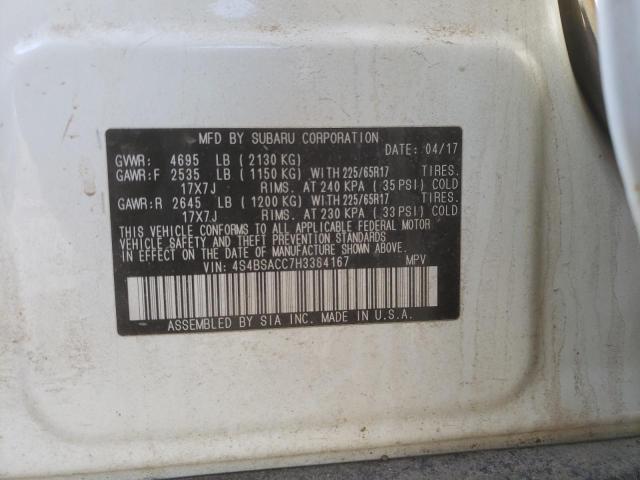 MFD BY SUBARU CORPORATION
DATE: 04/17
GVWR: 4695 LB ( 2130 KG)
GAWR:F 2535 LB ( 1150 KG) WITH 225/65R17 TIRES.
17X7J RIMS. AT 240 KPA ( 35 PSI) COLD
GAWR:R 2645 LB ( 1200 KG) WITH 225/65R17 TIRES.
17X7J RIMS. AT 230 KPA ( 33 PSI) COLD
THIS VEHICLE CONFORMS TO ALL APPLICABLE FEDERAL MOTOR
VEHICLE SAFETY AND THEFT PREVENTION STANDARDS IN
EFFECT ON THE DATE OF MANUFACTURE SHOWN ABOVE.
VIN: 4S4BSACC7H3384167 MPV
ASSEMBLED BY SIA INC. MADE IN U.S.A.